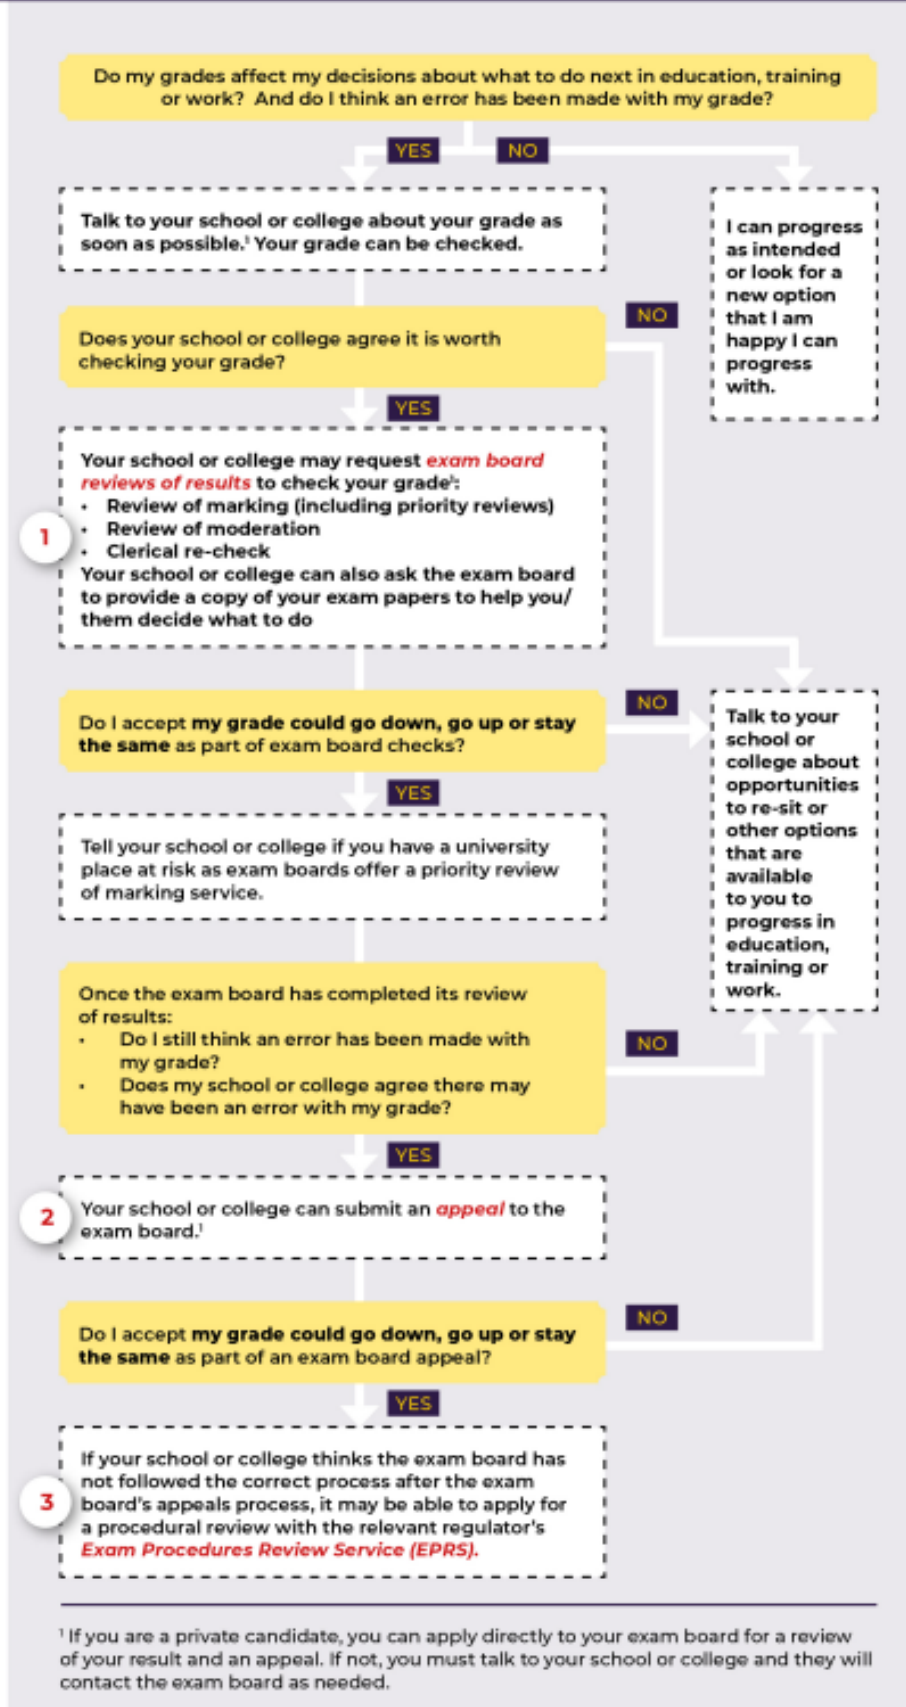 Do my grades affect my decisions about what to do next in education, training
or work? And do I think an error has been made with my grade?
YES
NO
Talk to your school or college about your grade as
soon as possible.¹ Your grade can be checked.
I can progress
as intended
or look for a
new option
that I am
happy I can
progress
with.
Does your school or college agree it is worth
checking your grade?
NO
YES
1
Your school or college may request exam board
reviews of results to check your grade¹:
• Review of marking (including priority reviews)
• Review of moderation
• Clerical re-check
Your school or college can also ask the exam board
to provide a copy of your exam papers to help you/
them decide what to do
Do I accept my grade could go down, go up or stay
the same as part of exam board checks?
NO
YES
Talk to your
school or
college about
opportunities
to re-sit or
other options
that are
available
to you to
progress in
education,
training or
work.
Tell your school or college if you have a university
place at risk as exam boards offer a priority review
of marking service.
Once the exam board has completed its review
of results:
• Do I still think an error has been made with
my grade?
• Does my school or college agree there may
have been an error with my grade?
NO
YES
2
Your school or college can submit an appeal to the
exam board.¹
Do I accept my grade could go down, go up or stay
the same as part of an exam board appeal?
NO
YES
3
If your school or college thinks the exam board has
not followed the correct process after the exam
board's appeals process, it may be able to apply for
a procedural review with the relevant regulator's
Exam Procedures Review Service (EPRS).
¹ If you are a private candidate, you can apply directly to your exam board for a review
of your result and an appeal. If not, you must talk to your school or college and they will
contact the exam board as needed.